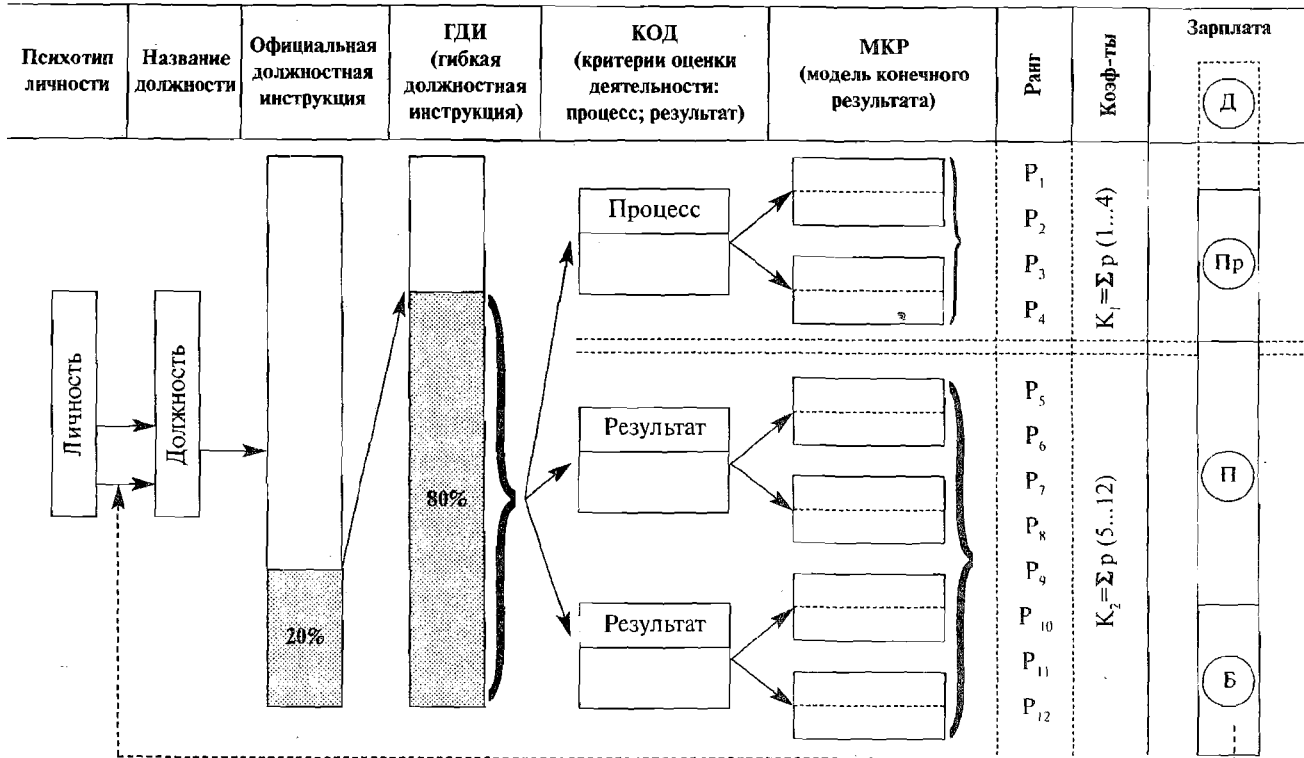 Психотип
личности
Название
должности
Официальная
должностная
инструкция
ГДИ
(гибкая
должностная
инструкция)
КОД
(критерии оценки
деятельности:
процесс; результат)
МКР
(модель конечного
результата)
Ранг
Коэф-ты
Зарплата
Д
Личность
Должность
20%
80%
Процесс
Результат
Результат
P₁
P₂
P₃
P₄
P₅
P₆
P₇
P₈
P₉
P₁₀
P₁₁
P₁₂
K₁=Σp (1...4)
K₂=Σp (5...12)
Пр
П
Б